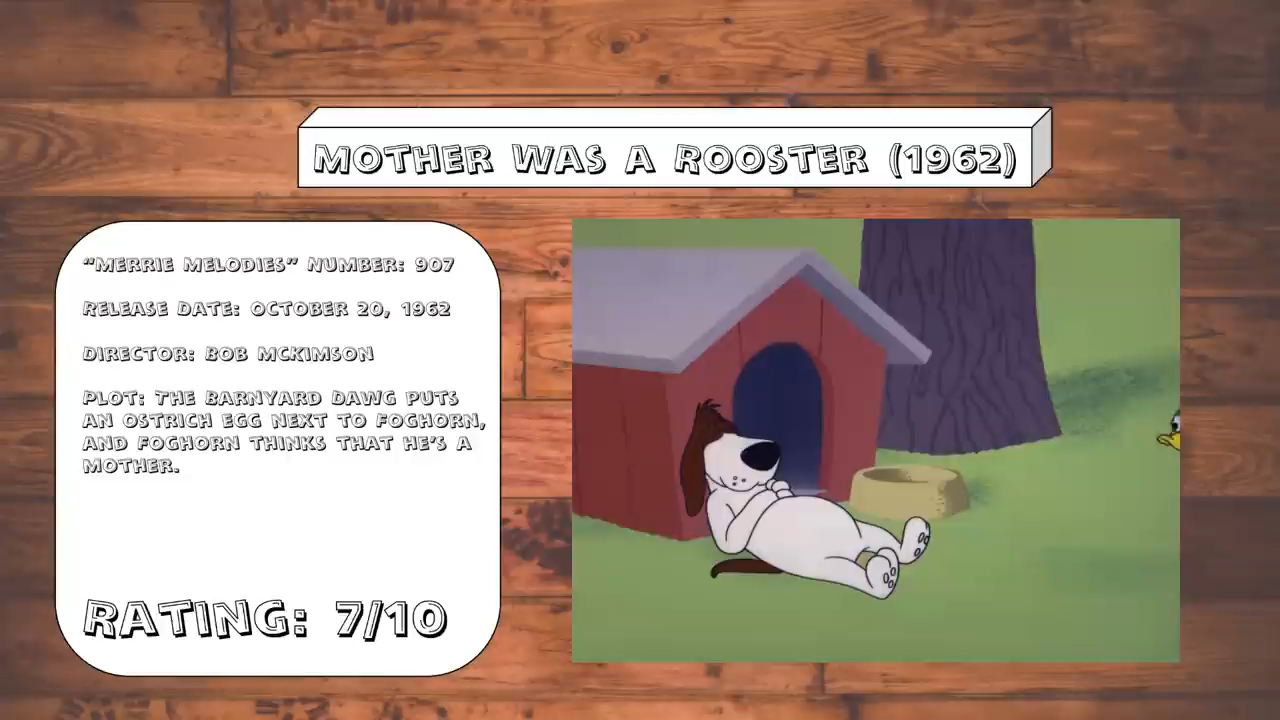 MOTHER WAS A ROOSTER (1962)
"MERRIE MELODIES" NUMBER: 907
RELEASE DATE: OCTOBER 20, 1962
DIRECTOR: BOB MCKIMSON
PLOT: THE BARNYARD DAWG PUTS
AN OSTRICH EGG NEXT TO FOGHORN,
AND FOGHORN THINKS THAT HE'S A
MOTHER.
RATING: 7/10